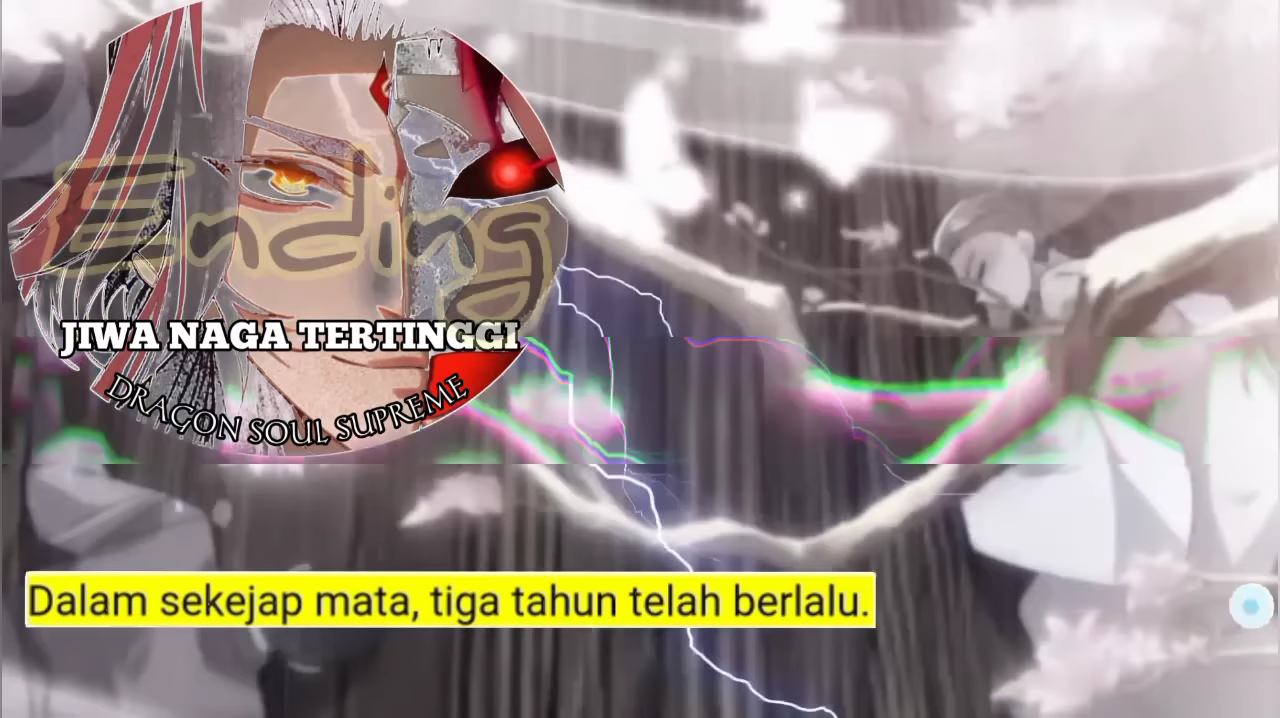 Ending
JIWA NAGA TERTINGGI
DRAGON SOUL SUPREME
Dalam sekejap mata, tiga tahun telah berlalu.